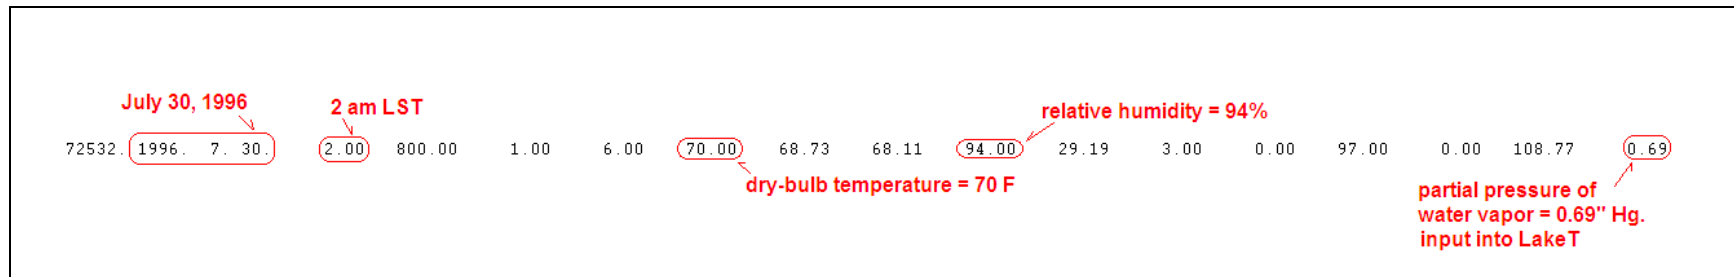 July 30, 1996
2 am LST
relative humidity = 94%
72532. 1996. 7. 30. 2.00 800.00 1.00 6.00 70.00 68.73 68.11 94.00 29.19 3.00 0.00 97.00 0.00 108.77 0.69
dry-bulb temperature = 70 F
partial pressure of
water vapor = 0.69" Hg.
input into LakeT